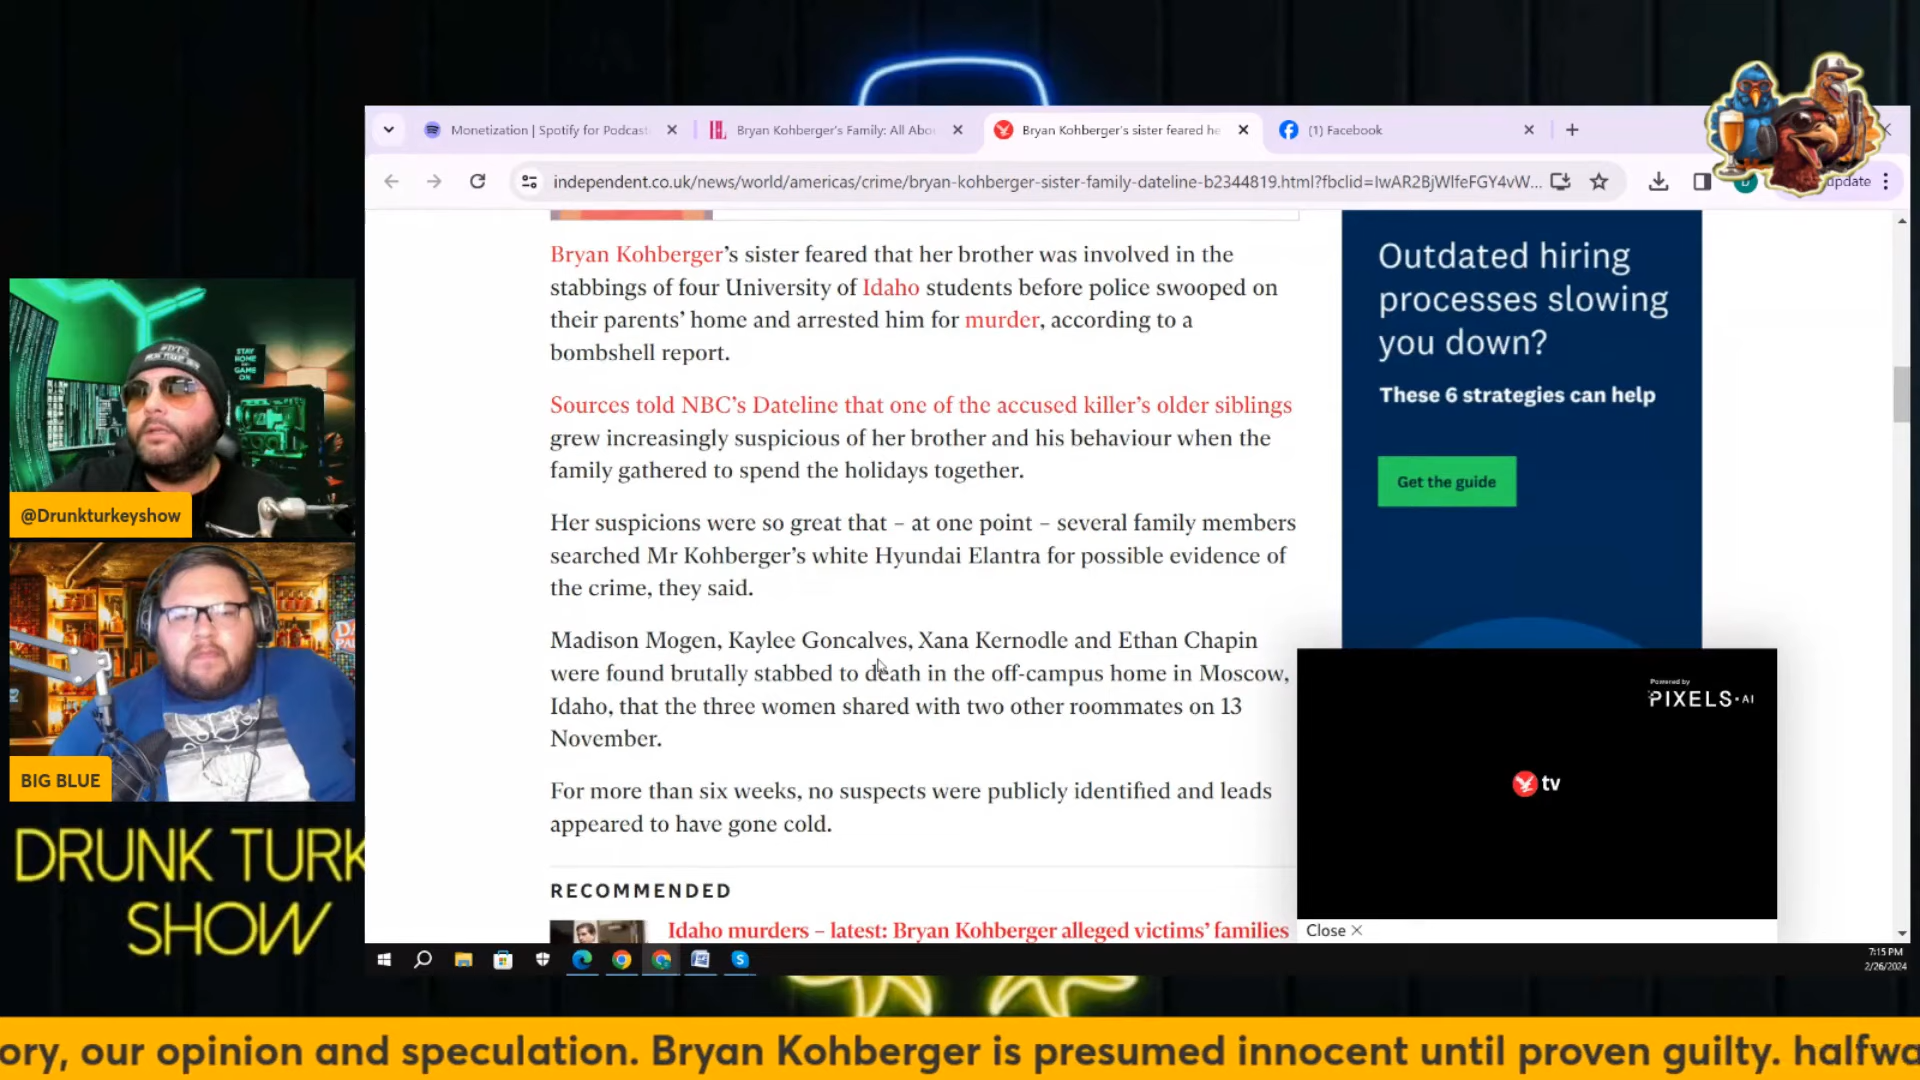 Monetization | Spotify for Podcast
Bryan Kohberger's Family: All Abo
Bryan Kohberger's sister feared he
(1) Facebook
independent.co.uk/news/world/americas/crime/bryan-kohberger-sister-family-dateline-b2344819.html?fbclid=IwAR2BjWlfeFGY4vW...
update
Bryan Kohberger's sister feared that her brother was involved in the
stabbings of four University of Idaho students before police swooped on
their parents' home and arrested him for murder, according to a
bombshell report.
Sources told NBC's Dateline that one of the accused killer's older siblings
grew increasingly suspicious of her brother and his behaviour when the
family gathered to spend the holidays together.
Her suspicions were so great that – at one point – several family members
searched Mr Kohberger's white Hyundai Elantra for possible evidence of
the crime, they said.
Madison Mogen, Kaylee Goncalves, Xana Kernodle and Ethan Chapin
were found brutally stabbed to death in the off-campus home in Moscow,
Idaho, that the three women shared with two other roommates on 13
November.
For more than six weeks, no suspects were publicly identified and leads
appeared to have gone cold.
RECOMMENDED
Idaho murders – latest: Bryan Kohberger alleged victims' families
Outdated hiring
processes slowing
you down?
These 6 strategies can help
Get the guide
Powered by
PIXELS.AI
tv
Close ×
STAY
HOME
GAME
ON
@Drunkturkeyshow
BIG BLUE
DRUNK TURK
SHOW
7:15 PM
2/26/2024
ory, our opinion and speculation. Bryan Kohberger is presumed innocent until proven guilty. halfwa